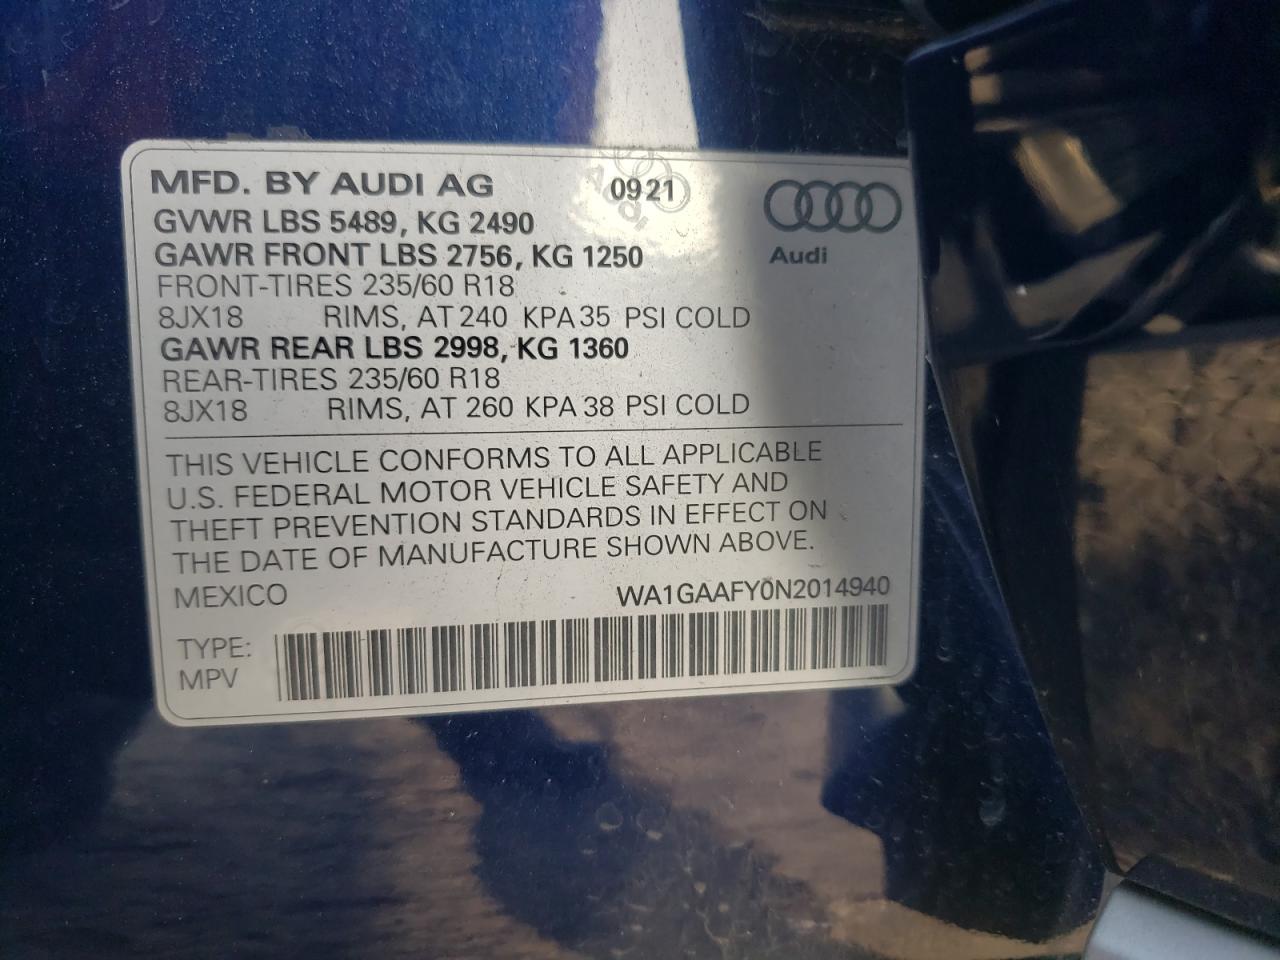 MFD. BY AUDI AG 0921
GVWR LBS 5489, KG 2490
GAWR FRONT LBS 2756, KG 1250
Audi
FRONT-TIRES 235/60 R18
8JX18 RIMS, AT 240 KPA 35 PSI COLD
GAWR REAR LBS 2998, KG 1360
REAR-TIRES 235/60 R18
8JX18 RIMS, AT 260 KPA 38 PSI COLD
THIS VEHICLE CONFORMS TO ALL APPLICABLE
U.S. FEDERAL MOTOR VEHICLE SAFETY AND
THEFT PREVENTION STANDARDS IN EFFECT ON
THE DATE OF MANUFACTURE SHOWN ABOVE.
MEXICO WA1GAAFY0N2014940
TYPE:
MPV